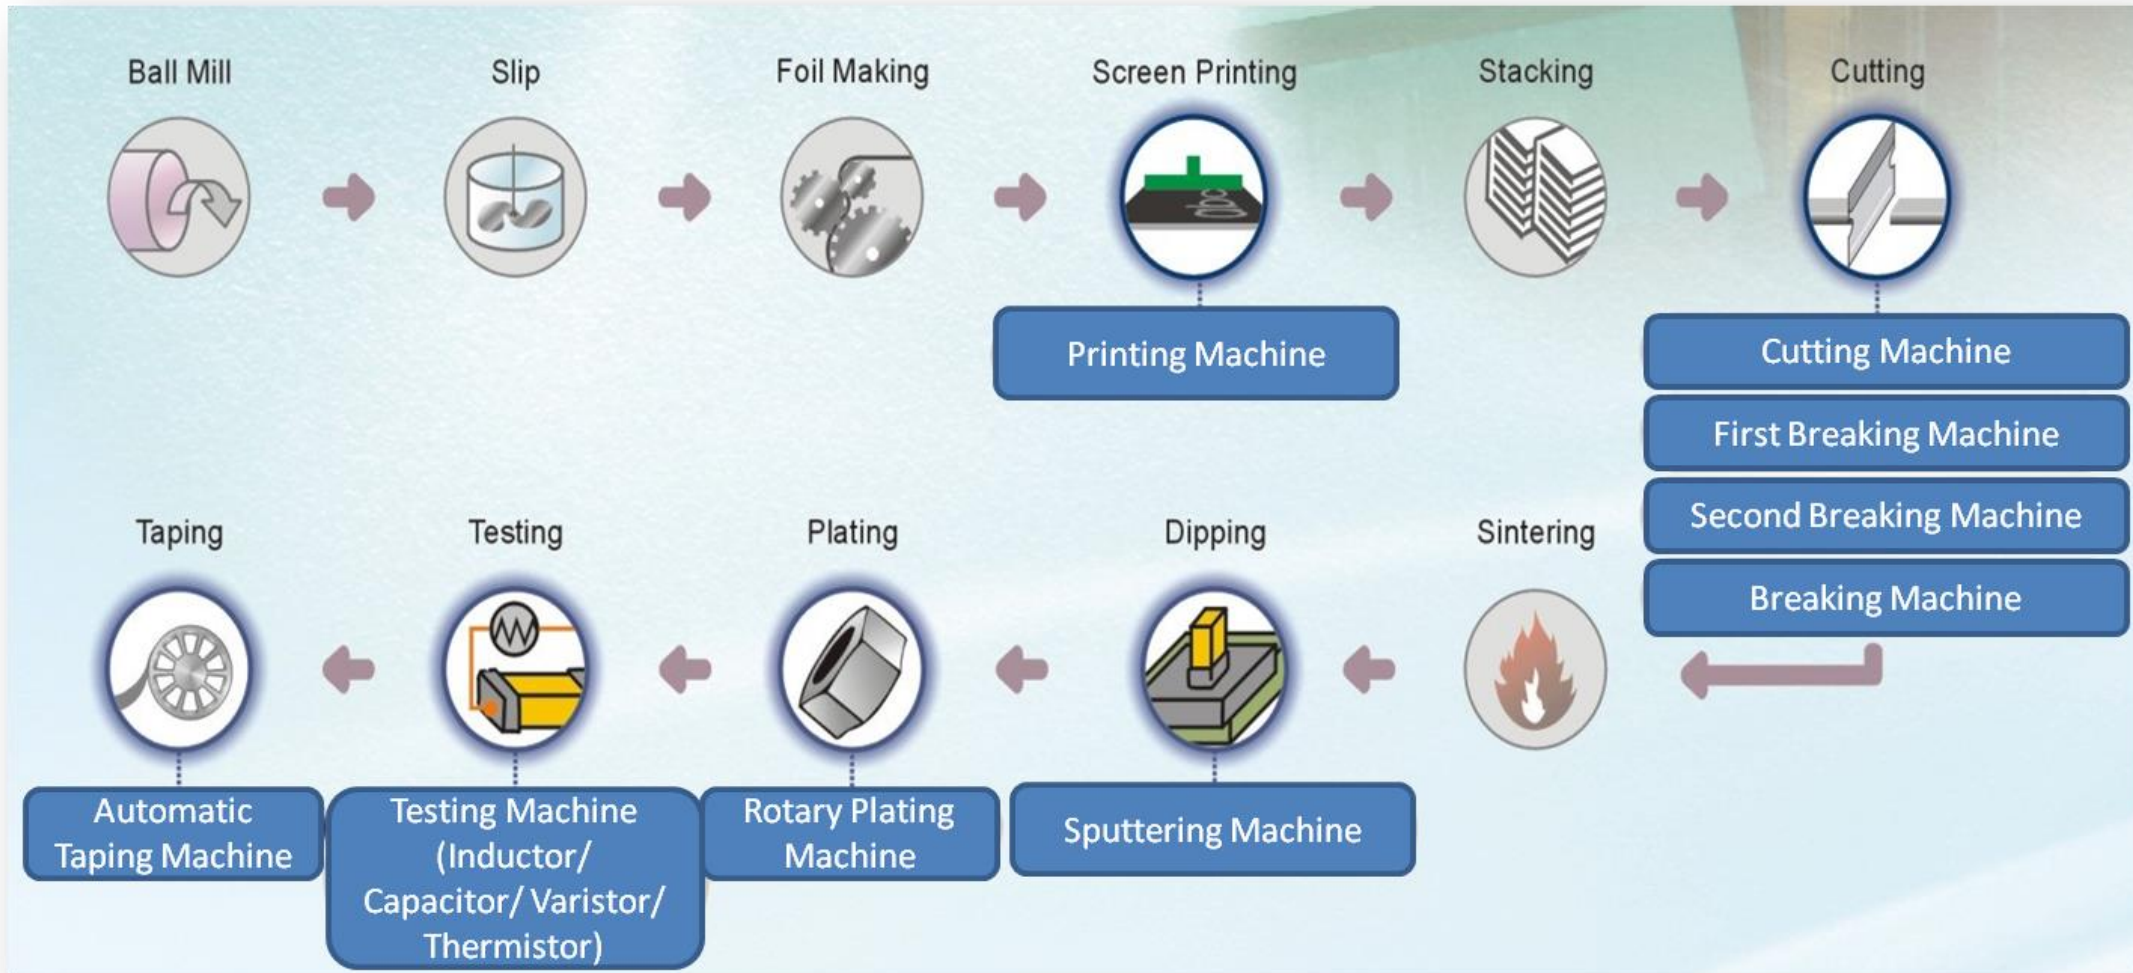 Ball Mill
Slip
Foil Making
Screen Printing
Stacking
Cutting
Printing Machine
Cutting Machine
First Breaking Machine
Second Breaking Machine
Breaking Machine
Taping
Testing
Plating
Dipping
Sintering
Automatic
Taping Machine
Testing Machine
(Inductor/
Capacitor/ Varistor/
Thermistor)
Rotary Plating
Machine
Sputtering Machine